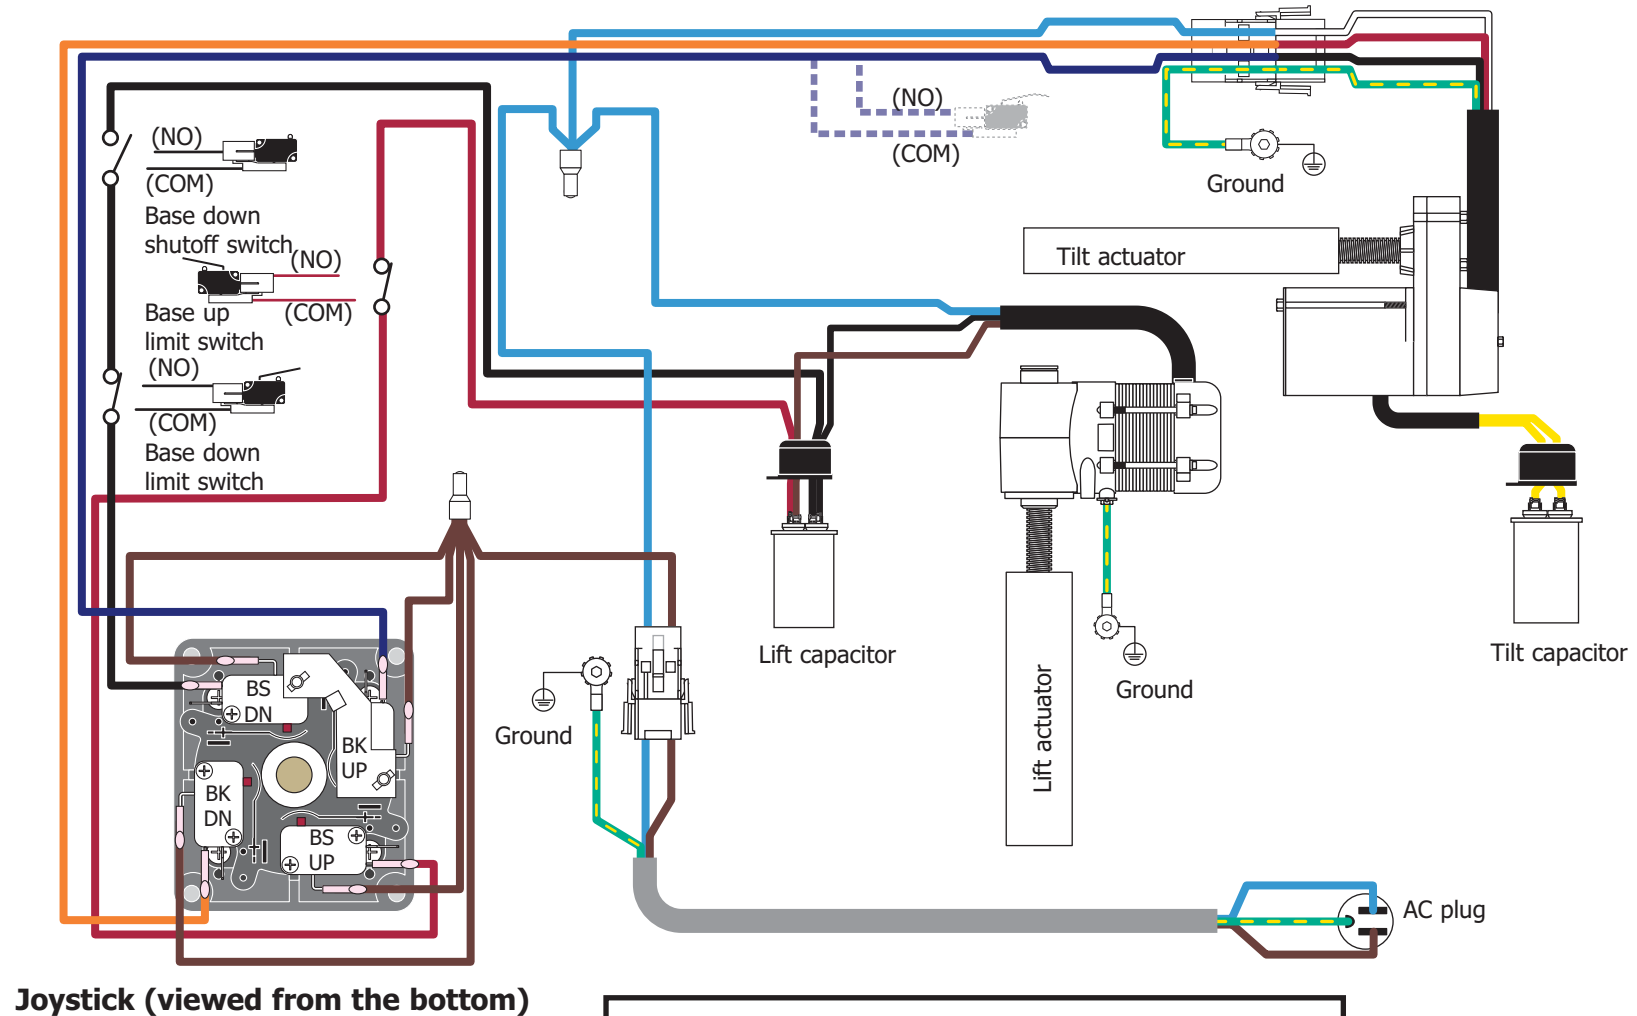 (NO)
(COM)
Base down
shutoff switch
(NO)
(COM)
Base up
limit switch
(NO)
(COM)
Base down
limit switch
(NO)
(COM)
Ground
Tilt actuator
Lift capacitor
Lift actuator
Ground
Tilt capacitor
Ground
BS
DN
BK
UP
BK
DN
BS
UP
AC plug
Joystick (viewed from the bottom)